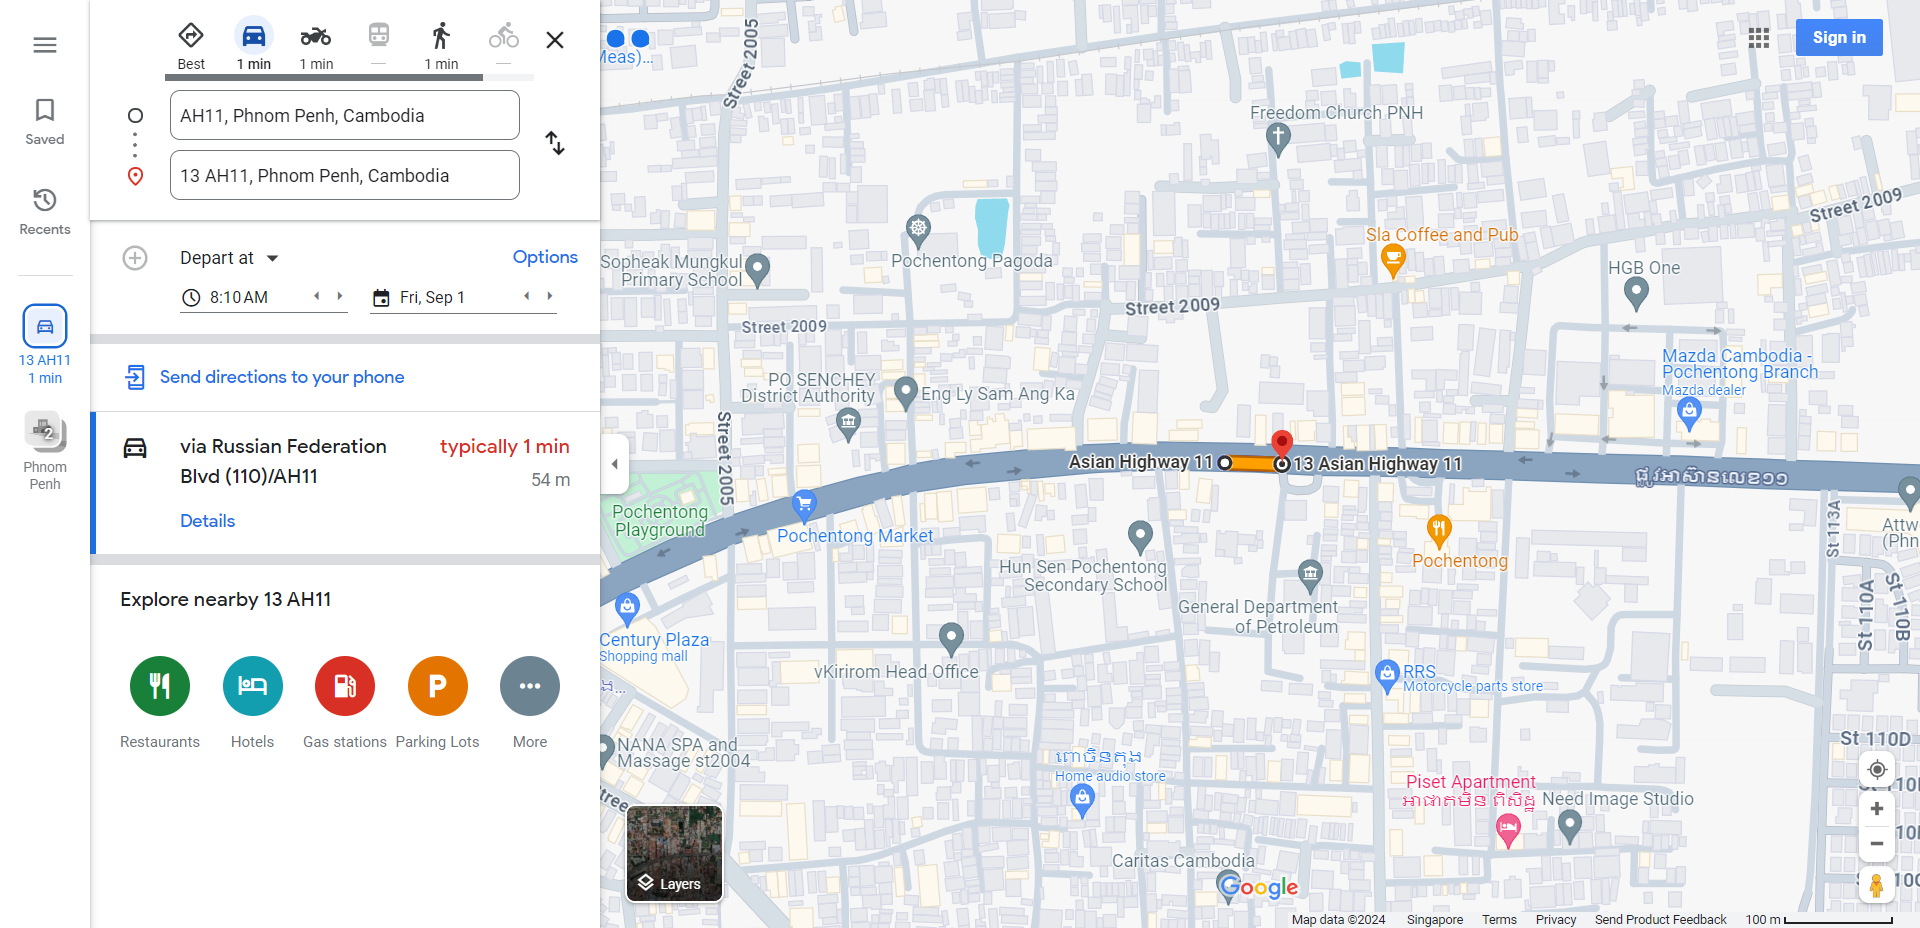 Best
1 min
1 min
—
1 min
—
AH11, Phnom Penh, Cambodia
13 AH11, Phnom Penh, Cambodia
Saved
Recents
13 AH11
1 min
2
Phnom
Penh
Depart at
Options
8:10 AM
Fri, Sep 1
Send directions to your phone
via Russian Federation
Blvd (110)/AH11
typically 1 min
54 m
Details
Explore nearby 13 AH11
Restaurants
Hotels
Gas stations
Parking Lots
More
Sign in
Meas)...
Street 2005
Freedom Church PNH
Street 2009
Sla Coffee and Pub
Pochentong Pagoda
Sopheak Mungkul
Primary School
HGB One
Street 2009
Street 2009
Mazda Cambodia -
Pochentong Branch
Mazda dealer
PO SENCHEY
District Authority
Eng Ly Sam Ang Ka
Street 2005
Asian Highway 11
13 Asian Highway 11
ផ្លូវអាស៊ានលេខ១១
Pochentong
Playground
Pochentong Market
St 113A
Attw
(Phn
Pochentong
Hun Sen Pochentong
Secondary School
General Department
of Petroleum
St 110A
St 110B
Century Plaza
Shopping mall
vKirirom Head Office
RRS
Motorcycle parts store
NANA SPA and
Massage st2004
St 110D
ពោចិនតុង
Home audio store
Piset Apartment
អាផាតមិន ពិសិដ្ឋ
Need Image Studio
Caritas Cambodia
Layers
Google
Map data ©2024
Singapore
Terms
Privacy
Send Product Feedback
100 m